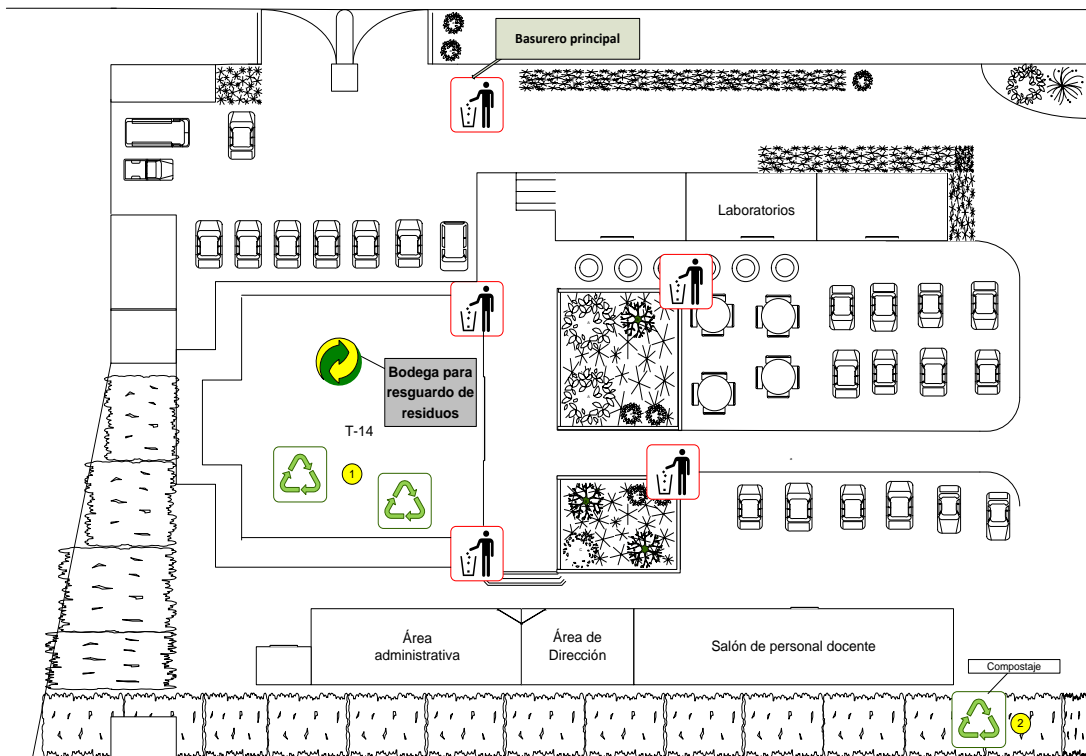 Basurero principal
Laboratorios
Bodega para
resguardo de
residuos
T-14
1
Área
administrativa
Área de
Dirección
Salón de personal docente
Compostaje
2